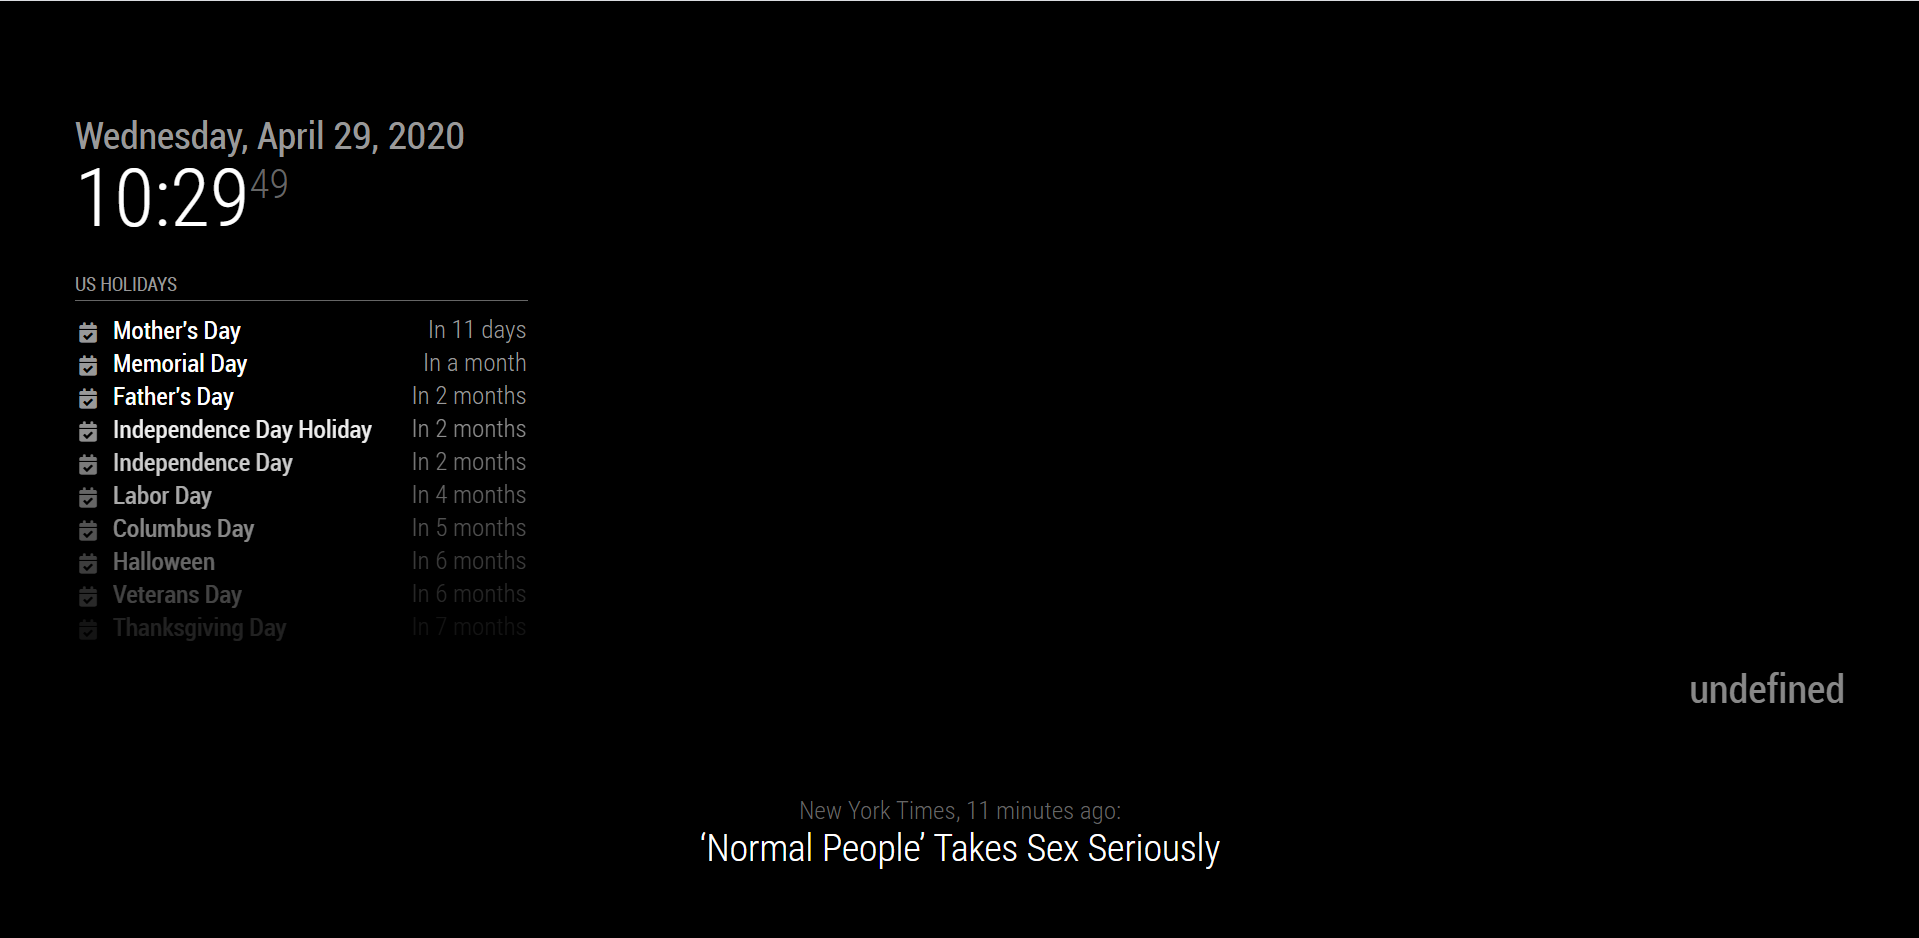 Wednesday, April 29, 2020
10:29 49
US HOLIDAYS
Mother's Day In 11 days
Memorial Day In a month
Father's Day In 2 months
Independence Day Holiday In 2 months
Independence Day In 2 months
Labor Day In 4 months
Columbus Day In 5 months
Halloween In 6 months
Veterans Day In 6 months
Thanksgiving Day In 7 months
undefined
New York Times, 11 minutes ago:
‘Normal People’ Takes Sex Seriously